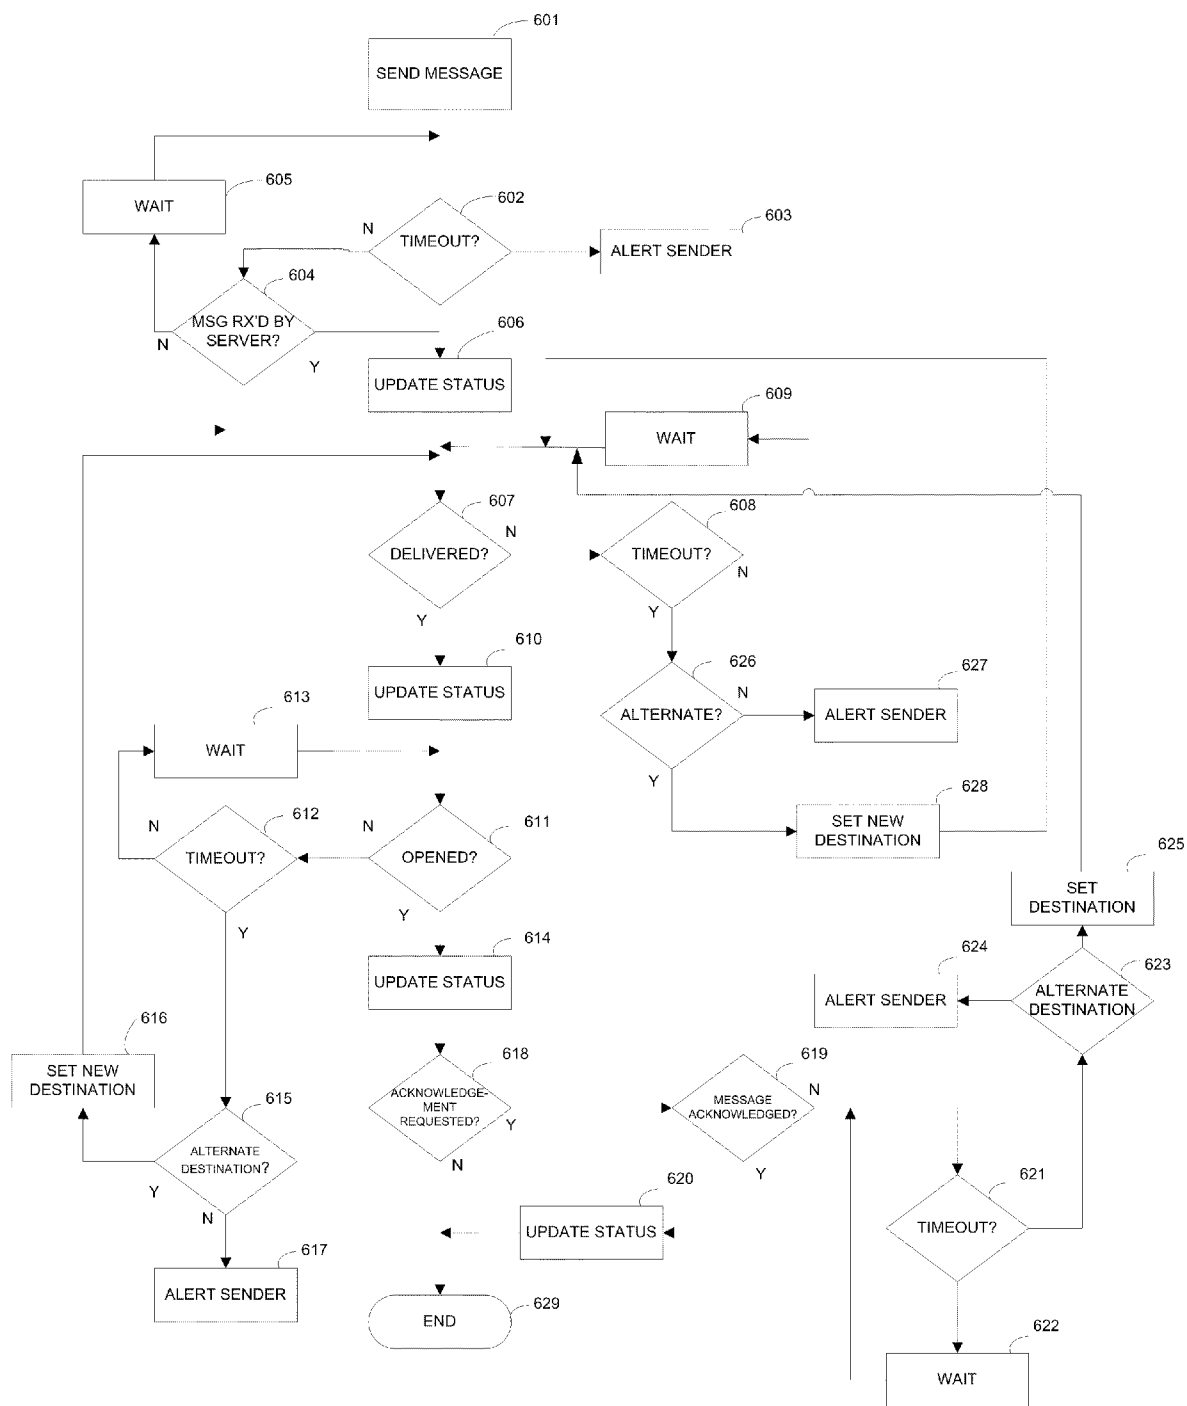 601
SEND MESSAGE
605
WAIT
602
N
TIMEOUT?
603
ALERT SENDER
604
MSG RX'D BY
SERVER?
N
Y
606
UPDATE STATUS
609
WAIT
607
N
DELIVERED?
Y
608
TIMEOUT?
N
Y
610
UPDATE STATUS
626
N
ALTERNATE?
Y
627
ALERT SENDER
613
WAIT
628
SET NEW
DESTINATION
612
N
TIMEOUT?
Y
611
N
OPENED?
Y
625
SET
DESTINATION
614
UPDATE STATUS
624
ALERT SENDER
623
ALTERNATE
DESTINATION
616
SET NEW
DESTINATION
618
ACKNOWLEDGE-
MENT
REQUESTED?
Y
N
619
N
MESSAGE
ACKNOWLEDGED?
Y
615
ALTERNATE
DESTINATION?
Y
N
620
UPDATE STATUS
621
TIMEOUT?
617
ALERT SENDER
629
END
622
WAIT